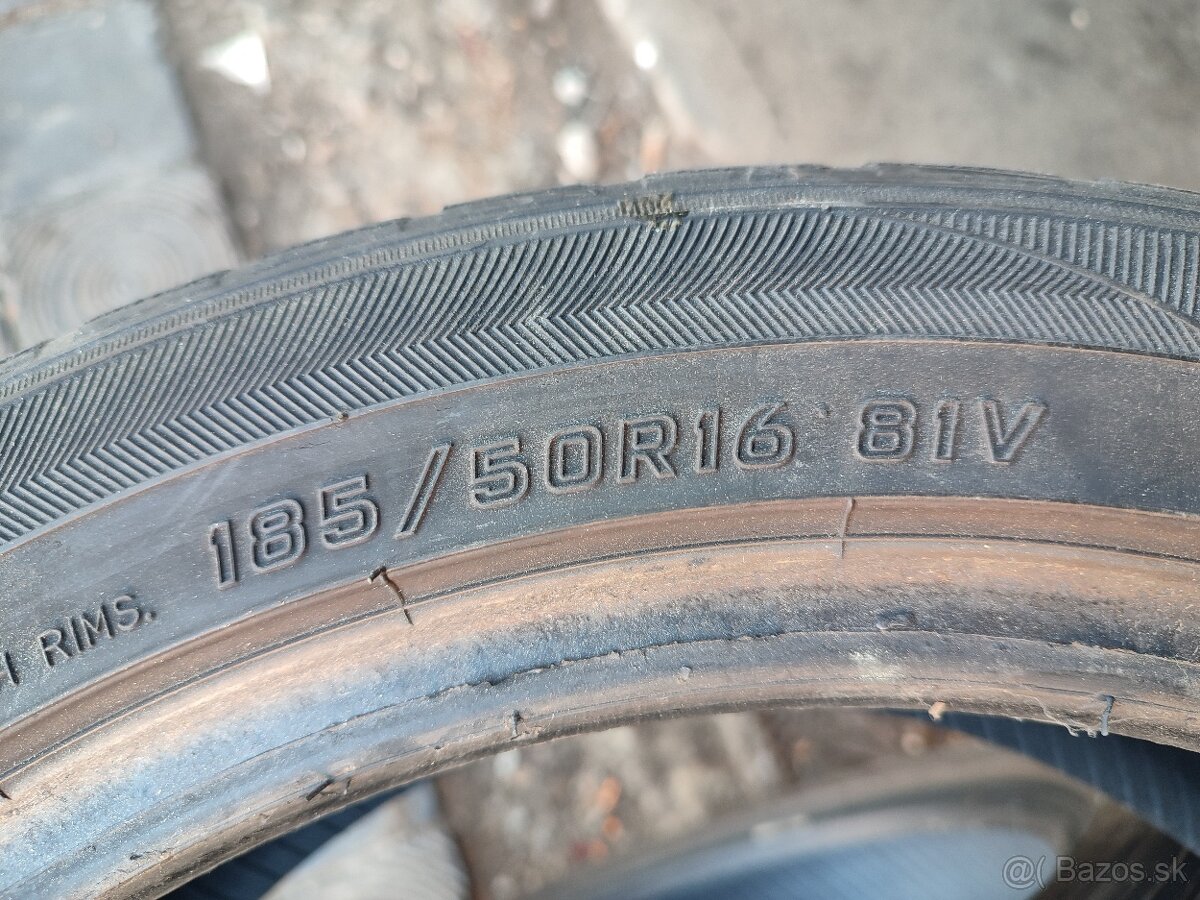 185/50R16 81V
RIMS.
@( Bazos.sk